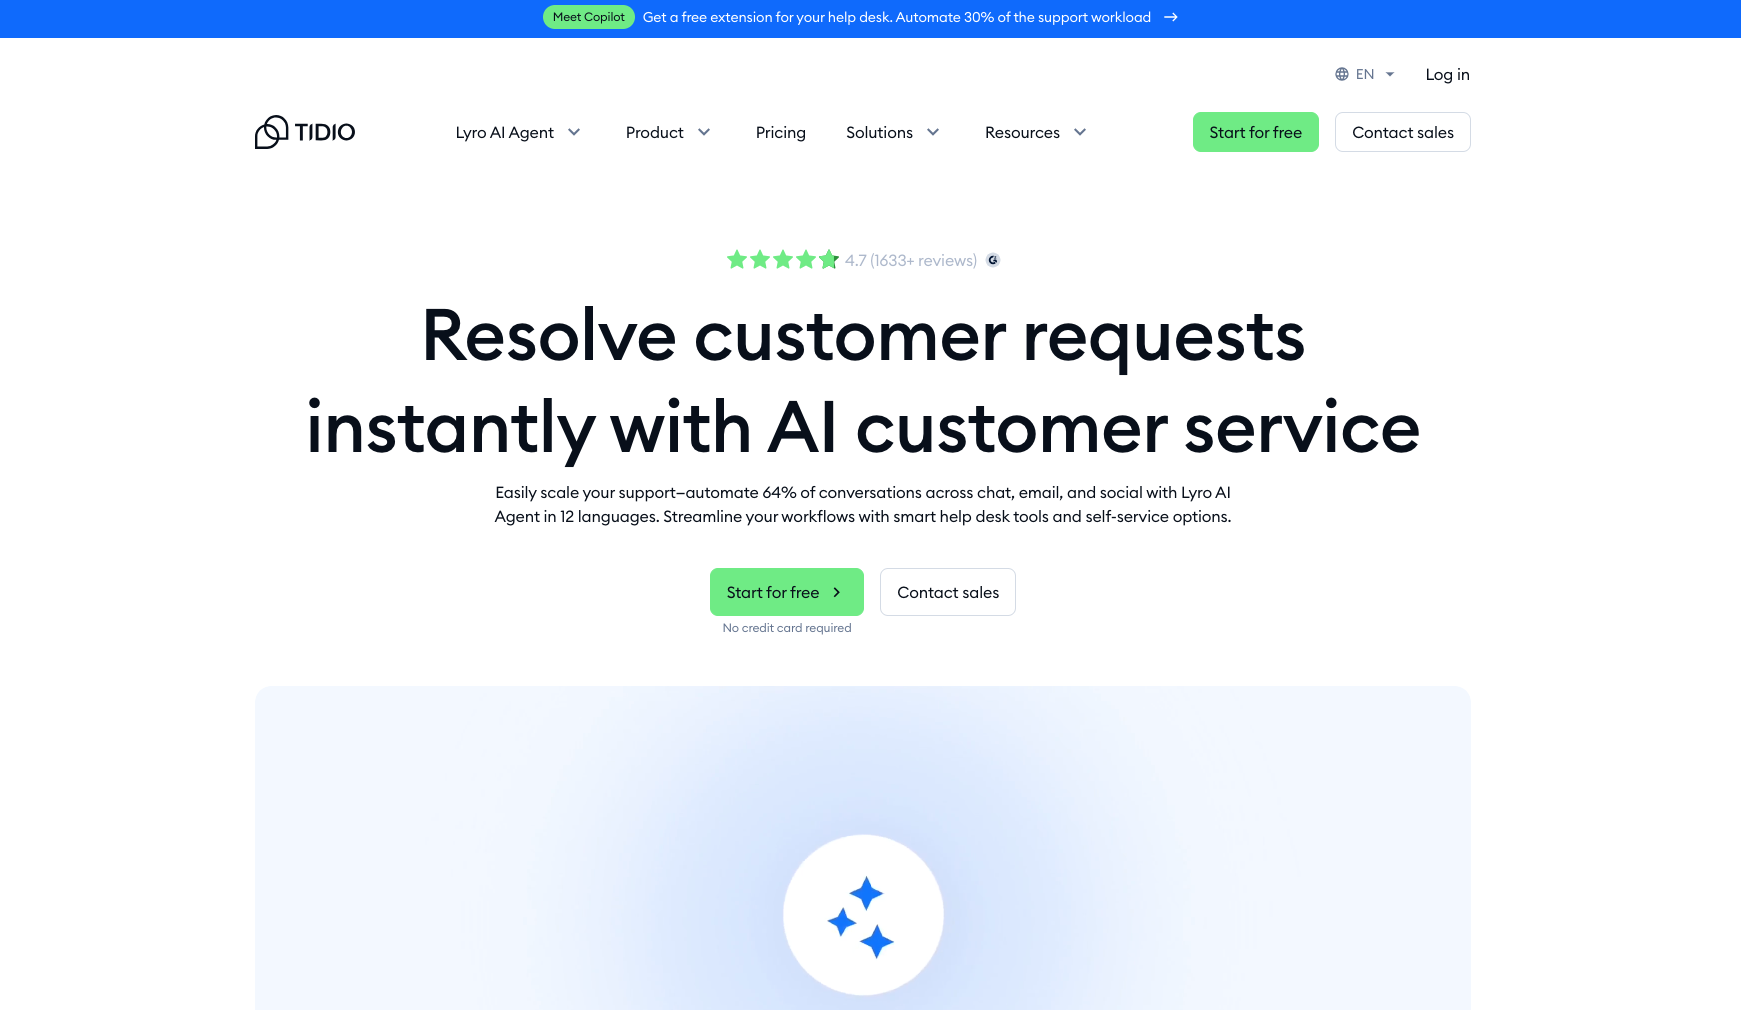 Meet Copilot Get a free extension for your help desk. Automate 30% of the support workload →
EN Log in
TIDIO Lyro AI Agent Product Pricing Solutions Resources Start for free Contact sales
4.7 (1633+ reviews) G
Resolve customer requests
instantly with AI customer service
Easily scale your support—automate 64% of conversations across chat, email, and social with Lyro AI
Agent in 12 languages. Streamline your workflows with smart help desk tools and self-service options.
Start for free Contact sales
No credit card required